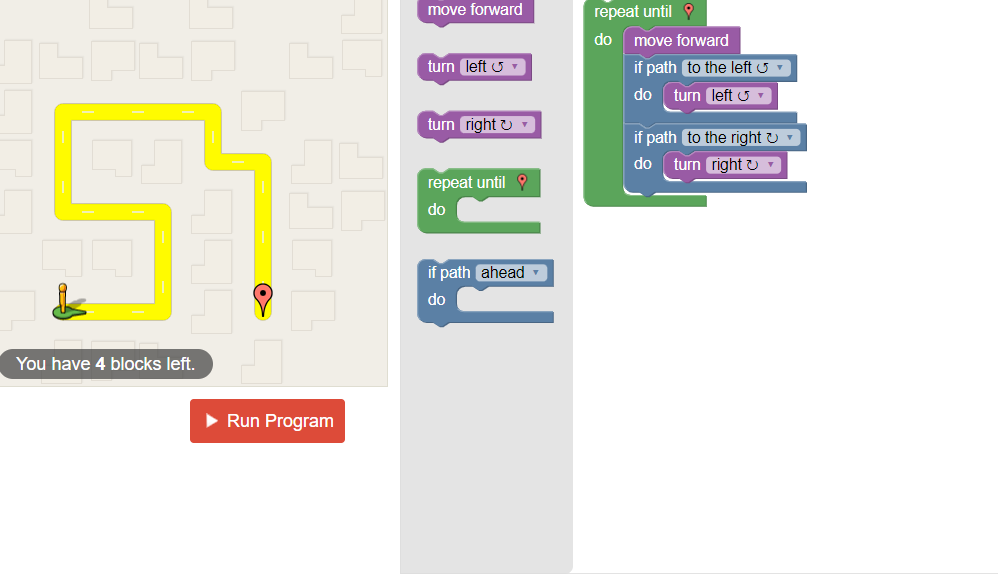 You have 4 blocks left.
Run Program
move forward
turn left ↺ ▼
turn right ↻ ▼
repeat until
do
if path ahead ▼
do
repeat until
do
move forward
if path to the left ↺ ▼
do turn left ↺ ▼
if path to the right ↻ ▼
do turn right ↻ ▼